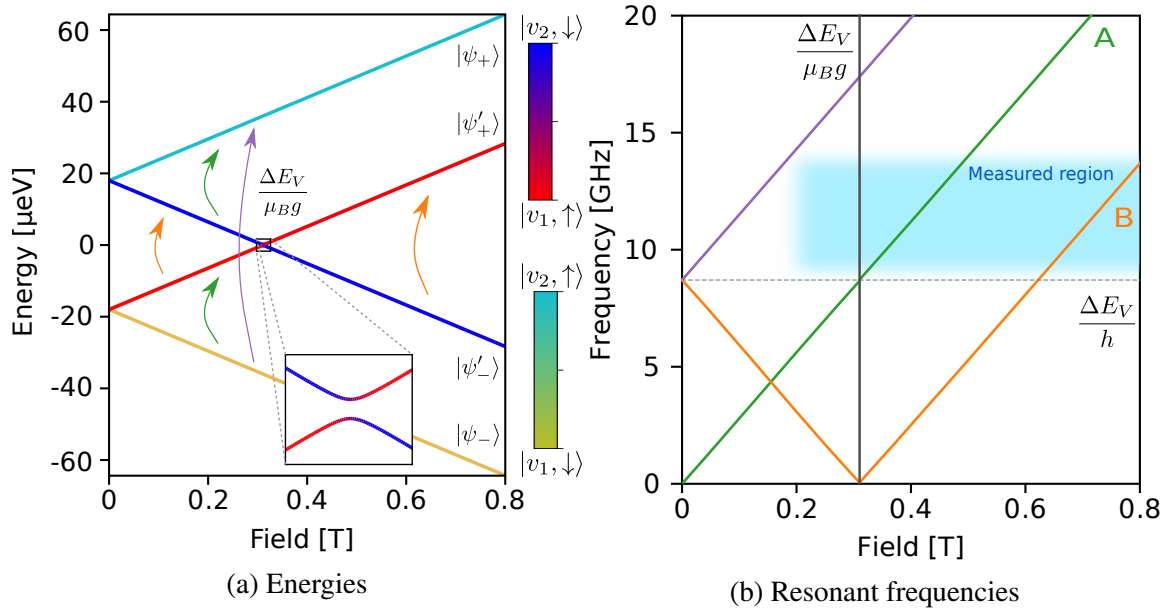 60
40
20
0
-20
-40
-60
Energy [µeV]
0
0.2
0.4
0.6
0.8
Field [T]
|ψ₊⟩
|ψ′₊⟩
|ψ′₋⟩
|ψ₋⟩
ΔE_V
μ_B g
|v₂,↓⟩
|v₁,↑⟩
|v₂,↑⟩
|v₁,↓⟩
(a) Energies
20
15
10
5
0
Frequency [GHz]
0
0.2
0.4
0.6
0.8
Field [T]
ΔE_V
μ_B g
A
Measured region
B
ΔE_V
h
(b) Resonant frequencies